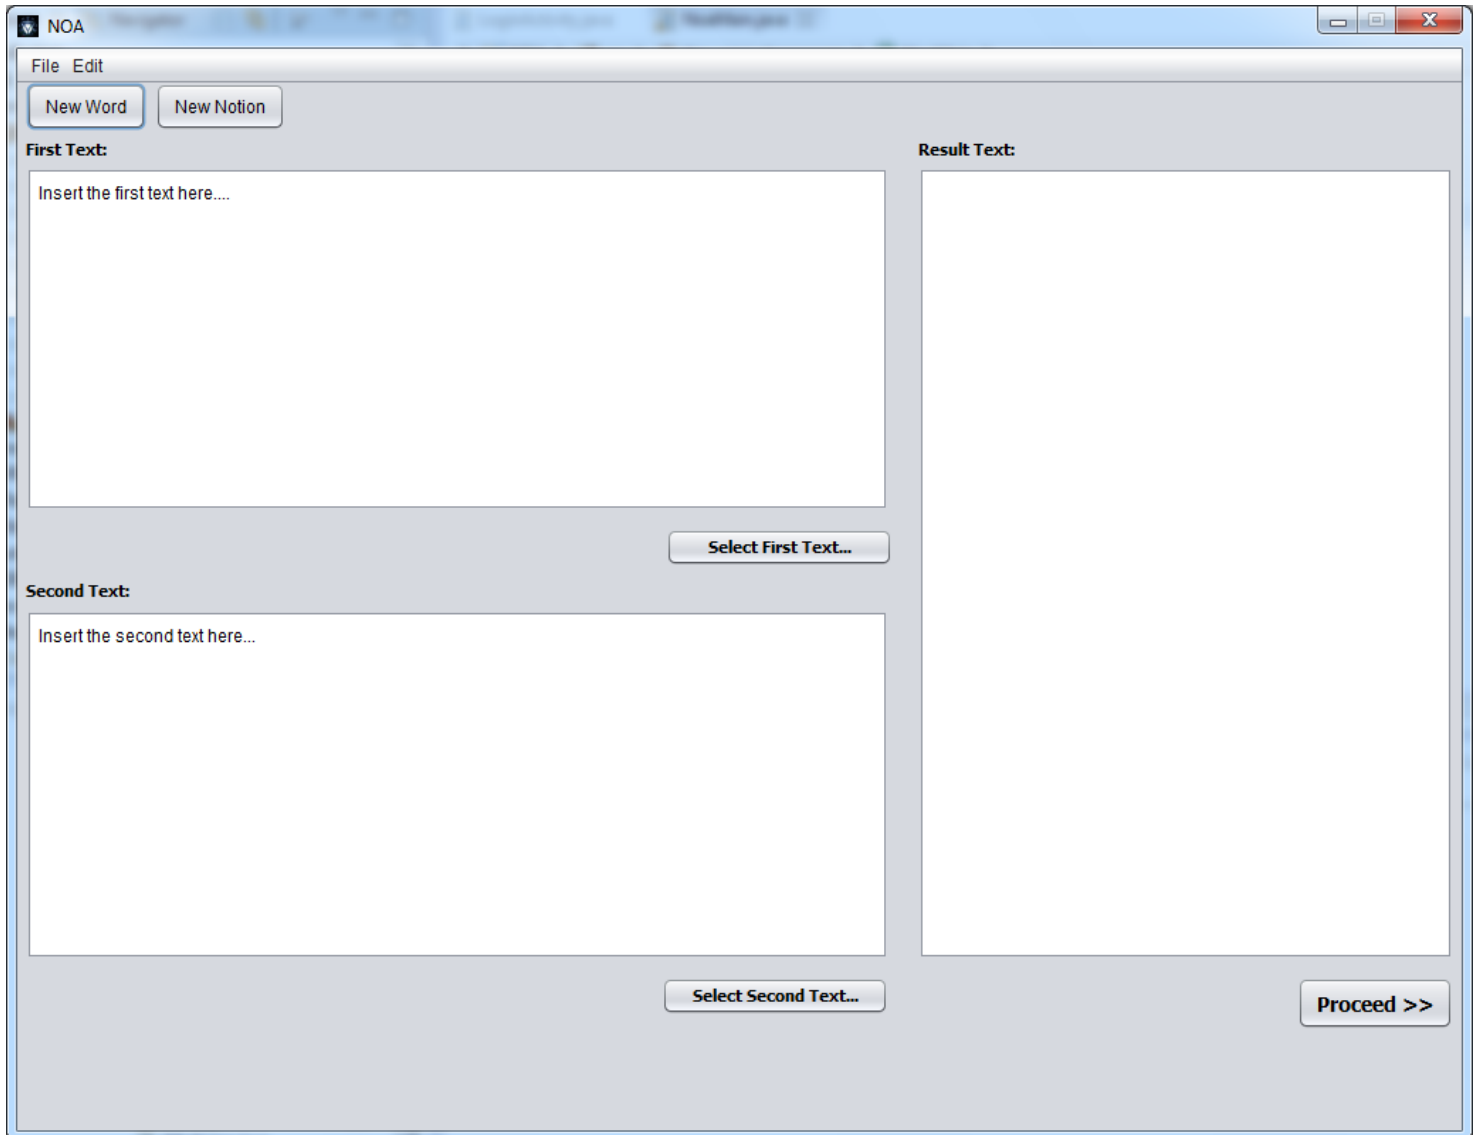 NOA
File Edit
New Word New Notion
First Text:
Insert the first text here....
Select First Text...
Second Text:
Insert the second text here...
Select Second Text...
Result Text:
Proceed >>